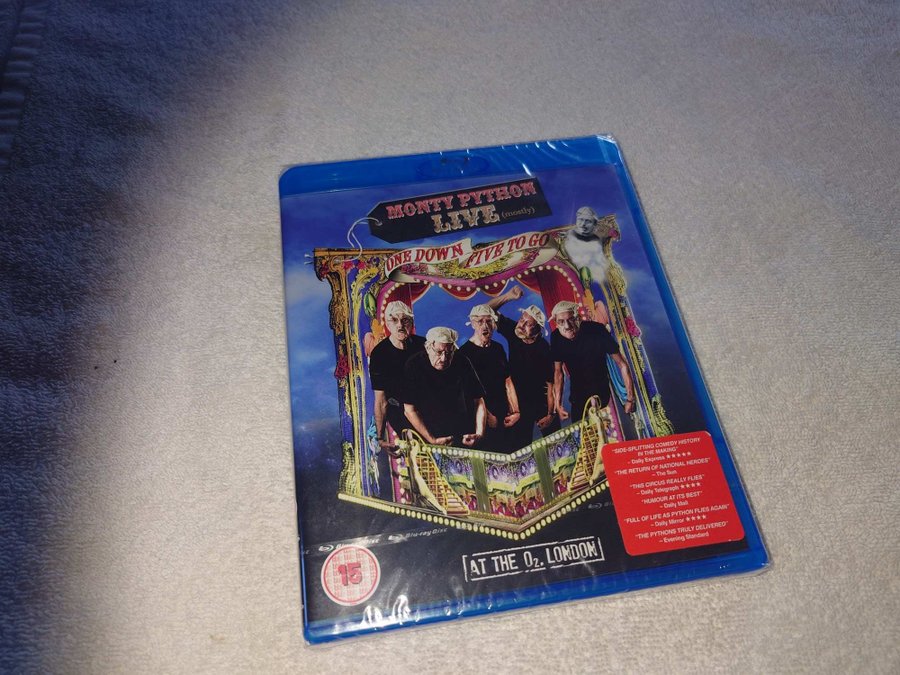 MONTY PYTHON
LIVE (mostly)
ONE DOWN FIVE TO GO
"SIDE-SPLITTING COMEDY HISTORY
IN THE MAKING"
– Daily Express ★★★★★
"THE RETURN OF NATIONAL HEROES"
– The Sun
"THIS CIRCUS REALLY FLIES"
– Daily Telegraph ★★★★
"HUMOUR AT ITS BEST"
– Daily Mail
"FULL OF LIFE AS PYTHON FLIES AGAIN"
– Daily Mirror ★★★★
"THE PYTHONS TRULY DELIVERED"
– Evening Standard
Blu-ray Disc
AT THE O2, LONDON
15